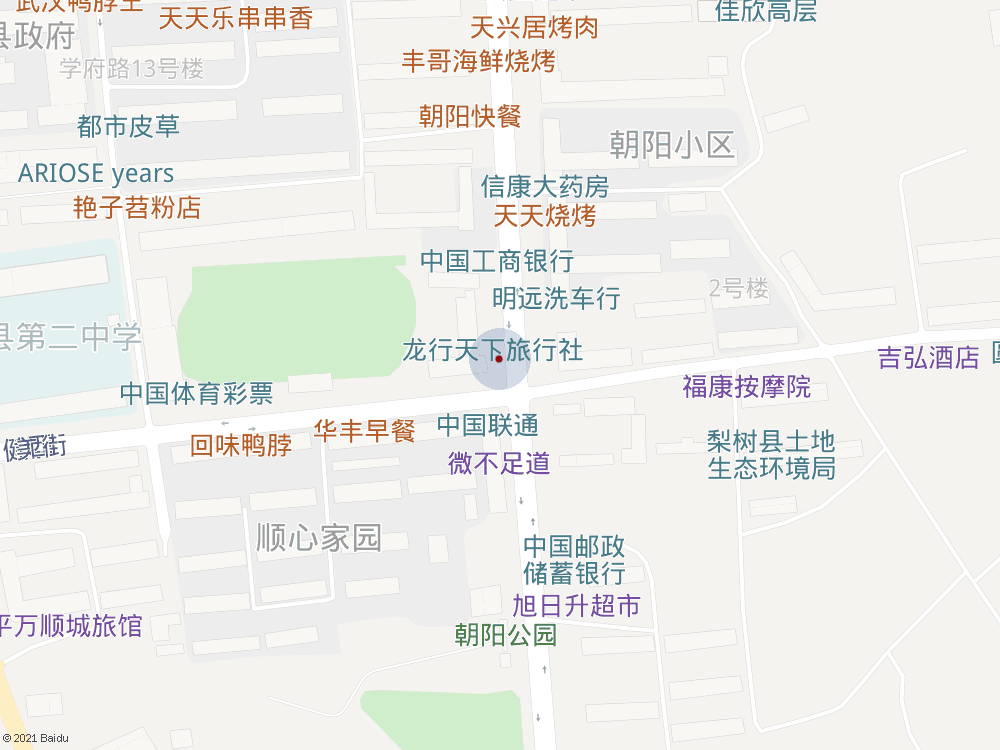 武汉鸭脖王
天天乐串串香
天兴居烤肉
佳欣高层
县政府
丰哥海鲜烧烤
学府路13号楼
朝阳快餐
都市皮草
朝阳小区
ARIOSE years
信康大药房
艳子苕粉店
天天烧烤
中国工商银行
2号楼
明远洗车行
县第二中学
龙行天下旅行社
吉弘酒店
中国体育彩票
福康按摩院
华丰早餐
中国联通
回味鸭脖
梨树县土地
生态环境局
微不足道
顺心家园
中国邮政
储蓄银行
旭日升超市
平万顺城旅馆
朝阳公园
© 2021 Baidu